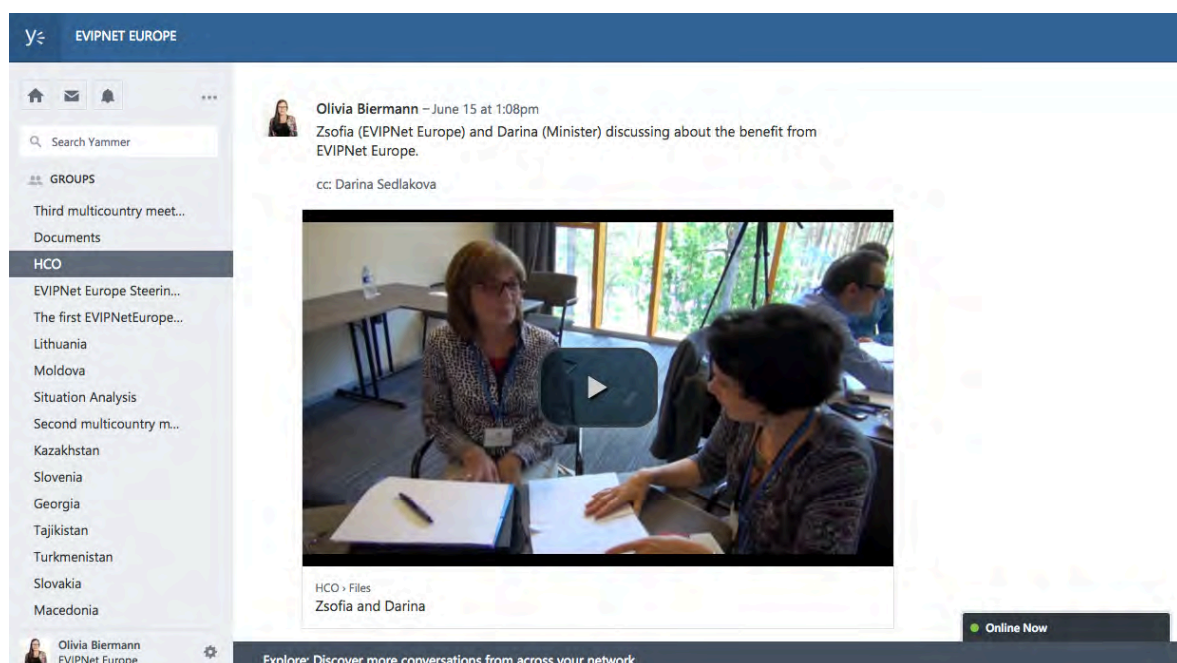 y EVIPNET EUROPE
Search Yammer
GROUPS
Third multicountry meet...
Documents
HCO
EVIPNet Europe Steerin...
The first EVIPNetEurope...
Lithuania
Moldova
Situation Analysis
Second multicountry m...
Kazakhstan
Slovenia
Georgia
Tajikistan
Turkmenistan
Slovakia
Macedonia
Olivia Biermann
EVIPNet Europe
Olivia Biermann – June 15 at 1:08pm
Zsofia (EVIPNet Europe) and Darina (Minister) discussing about the benefit from
EVIPNet Europe.
cc: Darina Sedlakova
HCO › Files
Zsofia and Darina
Online Now
Explore: Discover more conversations from across your network